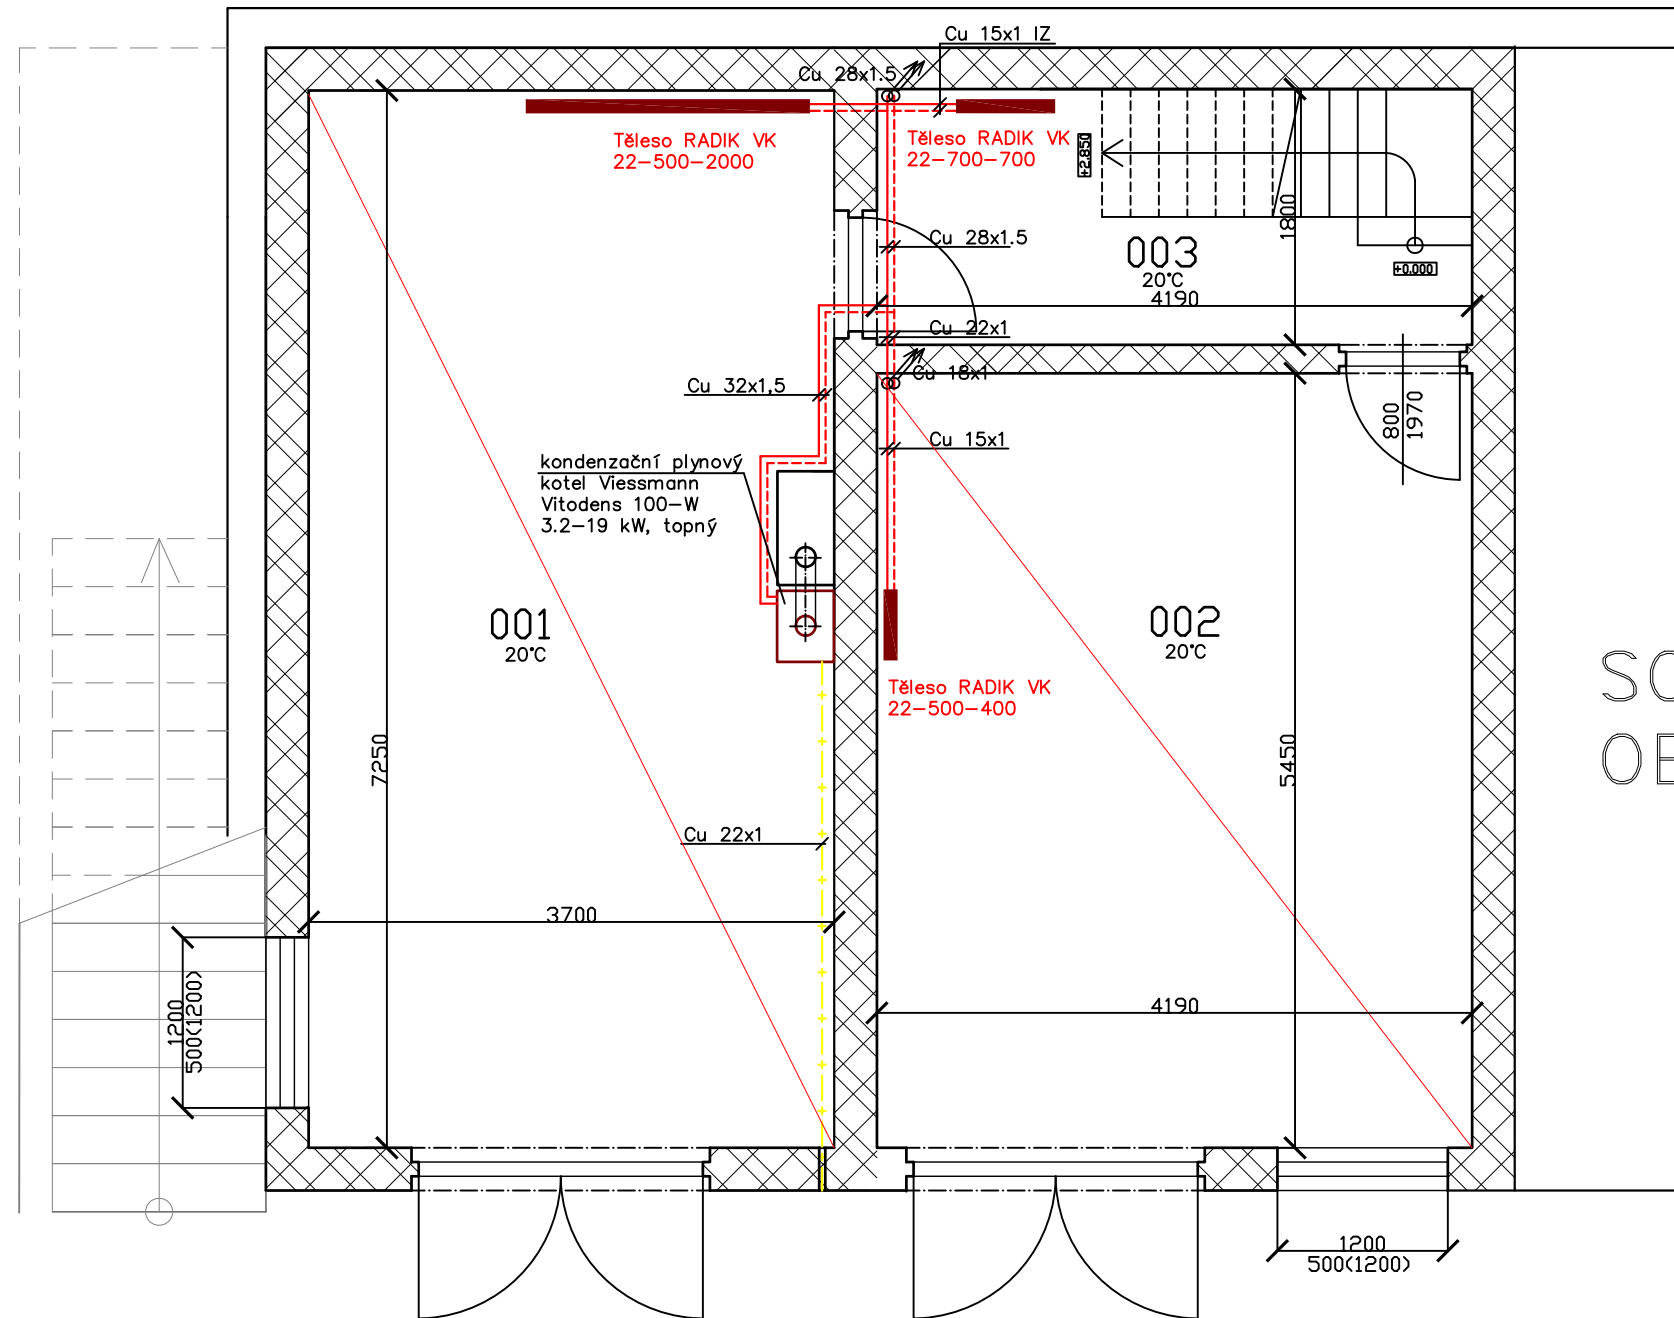 Cu 15x1 IZ
Cu 28x1.5
Těleso RADIK VK
22-500-2000
Těleso RADIK VK
22-700-700
+2.850
1800
Cu 28x1.5
003
20°C
4190
+0.000
Cu 22x1
Cu 18x1
Cu 32x1,5
800
1970
Cu 15x1
kondenzační plynový
kotel Viessmann
Vitodens 100-W
3.2-19 kW, topný
001
20°C
002
20°C
Těleso RADIK VK
22-500-400
7250
5450
Cu 22x1
3700
4190
1200
500(1200)
1200
500(1200)